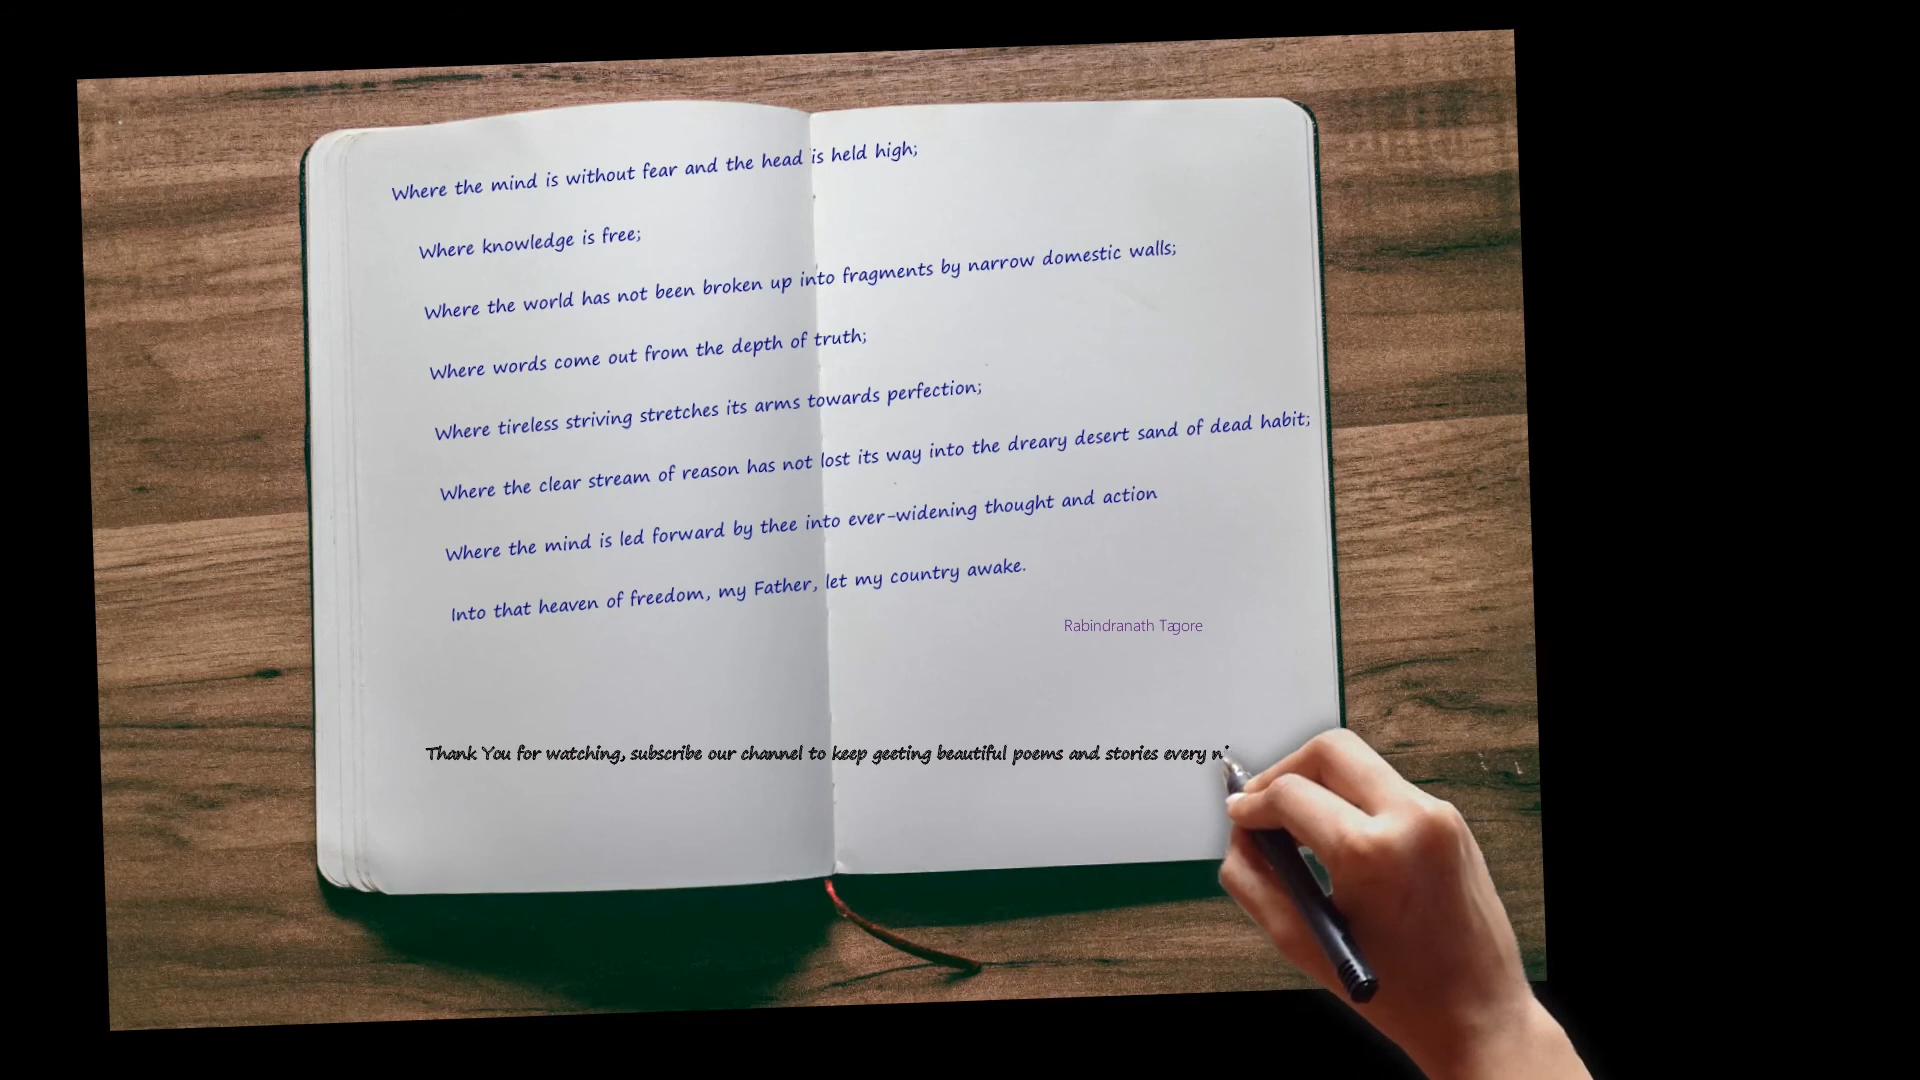 Where the mind is without fear and the head is held high;
Where knowledge is free;
Where the world has not been broken up into fragments by narrow domestic walls;
Where words come out from the depth of truth;
Where tireless striving stretches its arms towards perfection;
Where the clear stream of reason has not lost its way into the dreary desert sand of dead habit;
Where the mind is led forward by thee into ever-widening thought and action
Into that heaven of freedom, my Father, let my country awake.
Rabindranath Tagore
Thank You for watching, subscribe our channel to keep geeting beautiful poems and stories every